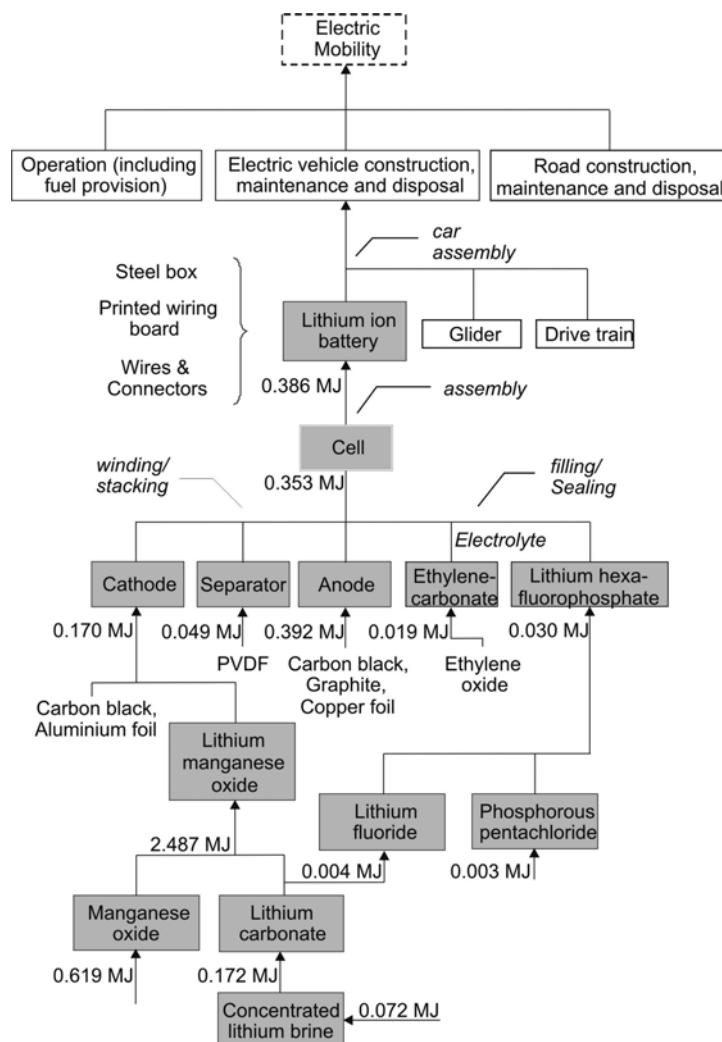 Electric
Mobility
Operation (including
fuel provision)
Electric vehicle construction,
maintenance and disposal
Road construction,
maintenance and disposal
car
assembly
Steel box
Printed wiring
board
Wires &
Connectors
Lithium ion
battery
Glider
Drive train
0.386 MJ
assembly
Cell
0.353 MJ
winding/
stacking
filling/
Sealing
Electrolyte
Cathode
Separator
Anode
Ethylene-
carbonate
Lithium hexa-
fluorophosphate
0.170 MJ
0.049 MJ
0.392 MJ
0.019 MJ
0.030 MJ
PVDF
Carbon black,
Graphite,
Copper foil
Ethylene
oxide
Carbon black,
Aluminium foil
Lithium
manganese
oxide
Lithium
fluoride
Phosphorous
pentachloride
2.487 MJ
0.004 MJ
0.003 MJ
Manganese
oxide
Lithium
carbonate
0.619 MJ
0.172 MJ
Concentrated
lithium brine
0.072 MJ